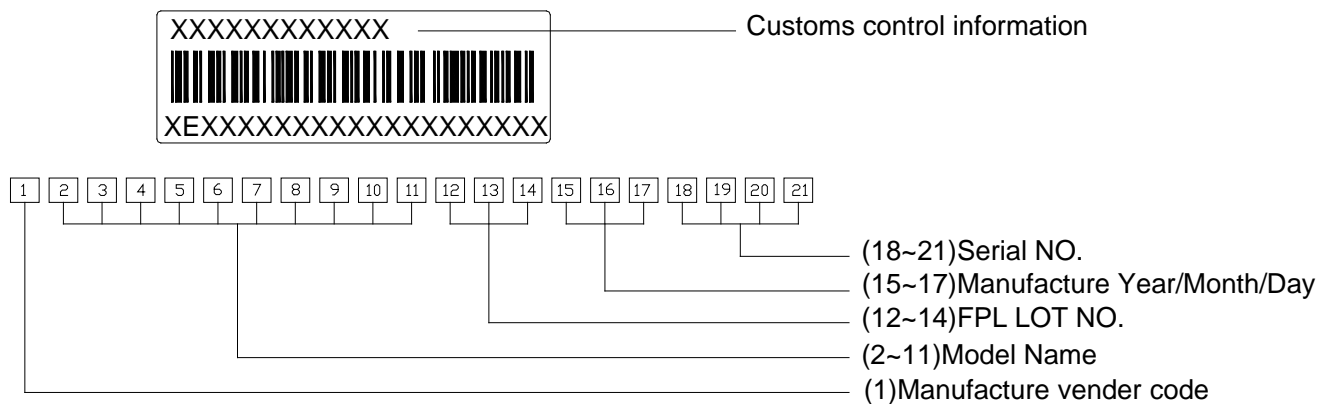 XXXXXXXXXXXX
Customs control information
XEXXXXXXXXXXXXXXXXXXX
1 2 3 4 5 6 7 8 9 10 11 12 13 14 15 16 17 18 19 20 21
(18~21)Serial NO.
(15~17)Manufacture Year/Month/Day
(12~14)FPL LOT NO.
(2~11)Model Name
(1)Manufacture vender code